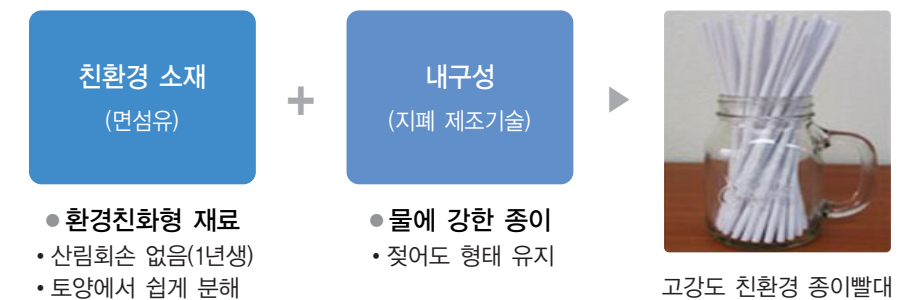 친환경 소재
(면섬유)
+
내구성
(지폐 제조기술)
● 환경친화형 재료
• 산림회손 없음(1년생)
• 토양에서 쉽게 분해
● 물에 강한 종이
• 젖어도 형태 유지
고강도 친환경 종이빨대